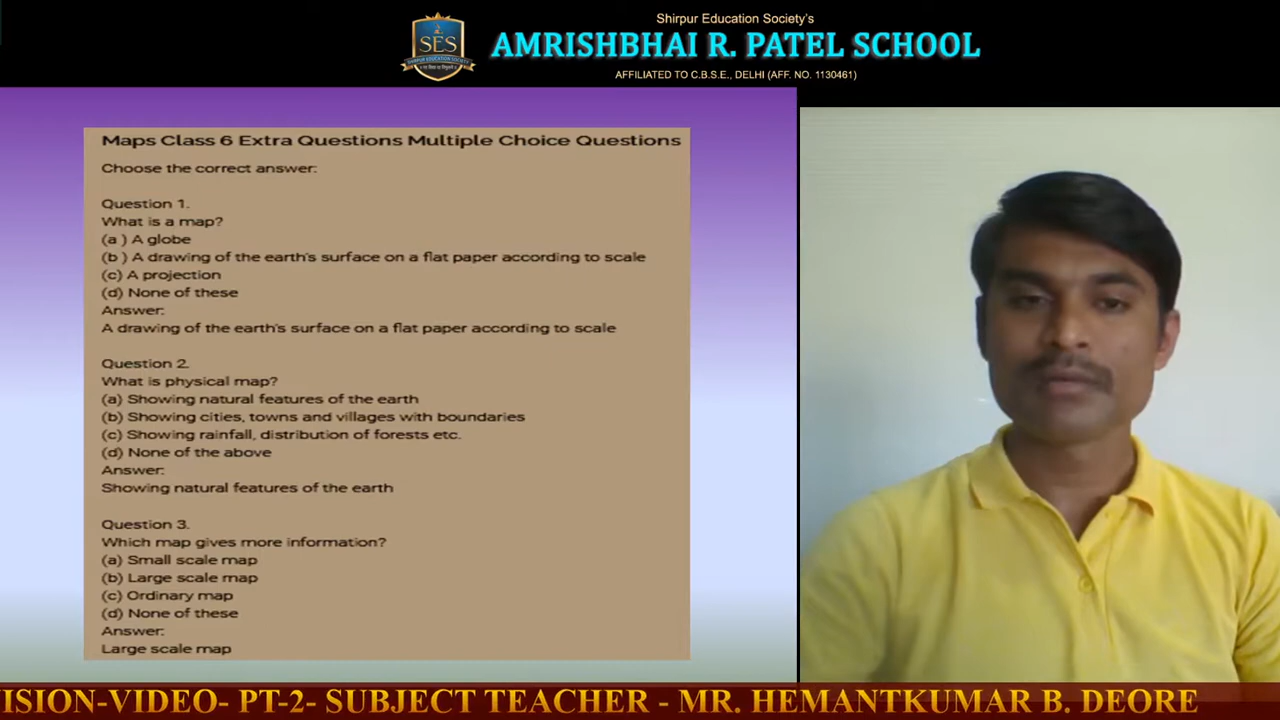 Shirpur Education Society's
SES
SHIRPUR EDUCATION SOCIETY
AMRISHBHAI R. PATEL SCHOOL
AFFILIATED TO C.B.S.E., DELHI (AFF. NO. 1130461)
Maps Class 6 Extra Questions Multiple Choice Questions
Choose the correct answer:
Question 1.
What is a map?
(a ) A globe
(b ) A drawing of the earth's surface on a flat paper according to scale
(c) A projection
(d) None of these
Answer:
A drawing of the earth's surface on a flat paper according to scale
Question 2.
What is physical map?
(a) Showing natural features of the earth
(b) Showing cities, towns and villages with boundaries
(c) Showing rainfall, distribution of forests etc.
(d) None of the above
Answer:
Showing natural features of the earth
Question 3.
Which map gives more information?
(a) Small scale map
(b) Large scale map
(c) Ordinary map
(d) None of these
Answer:
Large scale map
VISION-VIDEO- PT-2- SUBJECT TEACHER - MR. HEMANTKUMAR B. DEORE